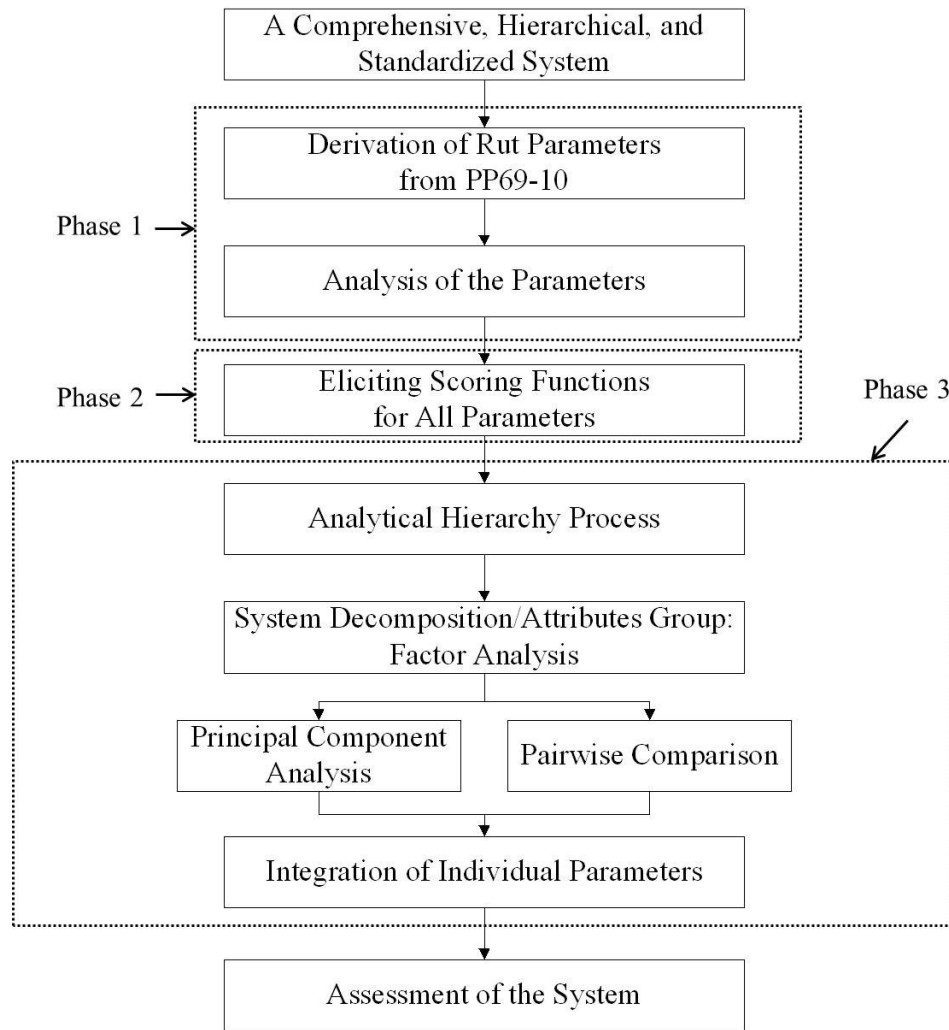 A Comprehensive, Hierarchical, and
Standardized System
Derivation of Rut Parameters
from PP69-10
Phase 1
Analysis of the Parameters
Eliciting Scoring Functions
for All Parameters
Phase 2
Phase 3
Analytical Hierarchy Process
System Decomposition/Attributes Group:
Factor Analysis
Principal Component
Analysis
Pairwise Comparison
Integration of Individual Parameters
Assessment of the System